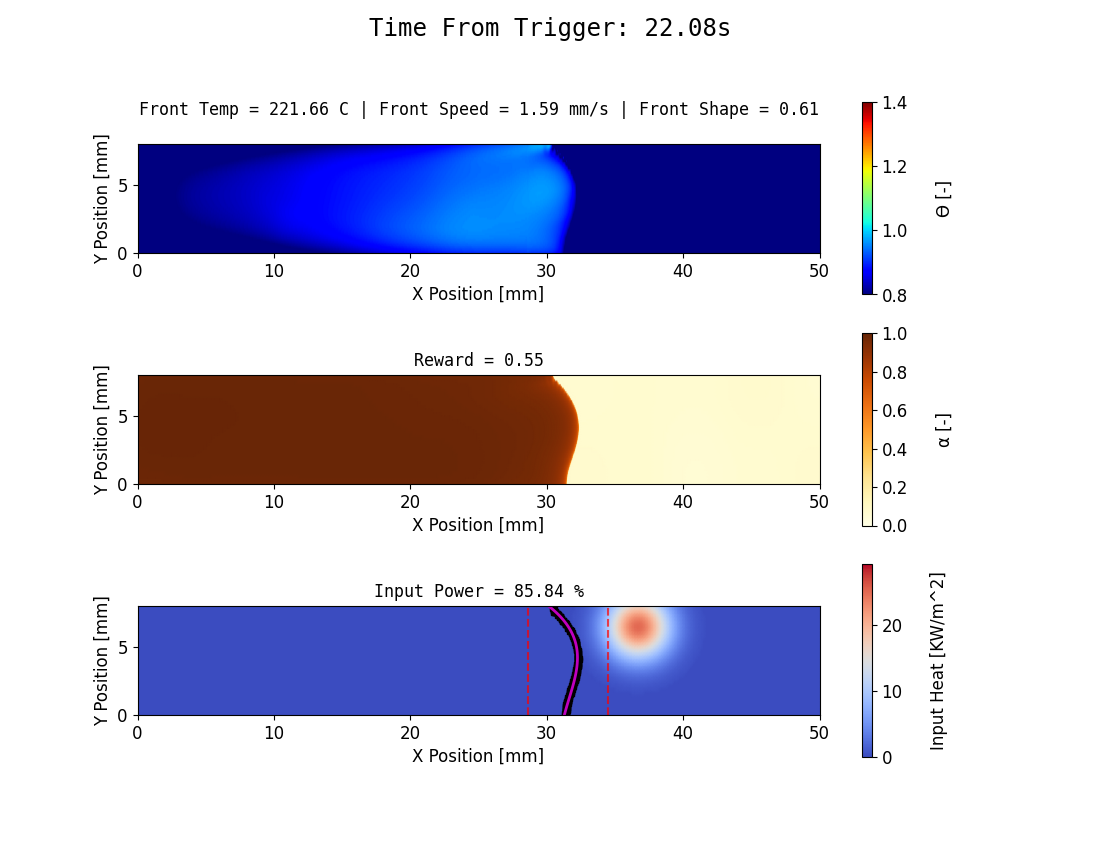 Time From Trigger: 22.08s
Front Temp = 221.66 C | Front Speed = 1.59 mm/s | Front Shape = 0.61
Y Position [mm]
5
0
0 10 20 30 40 50
X Position [mm]
1.4
1.2
1.0
0.8
Θ [-]
Reward = 0.55
Y Position [mm]
5
0
0 10 20 30 40 50
X Position [mm]
1.0
0.8
0.6
0.4
0.2
0.0
α [-]
Input Power = 85.84 %
Y Position [mm]
5
0
0 10 20 30 40 50
X Position [mm]
20
10
0
Input Heat [KW/m^2]